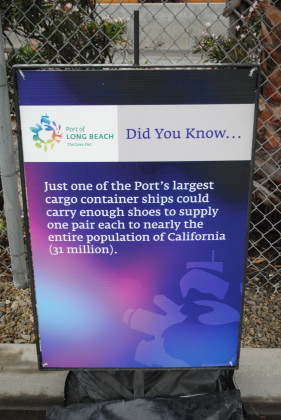 Port of
LONG BEACH
The Green Port
Did You Know...
Just one of the Port's largest
cargo container ships could
carry enough shoes to supply
one pair each to nearly the
entire population of California
(31 million).